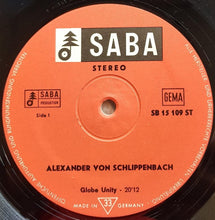 SABA
STEREO
SABA
PRODUKTION
GEMA
Side 1
SB 15 109 ST
ALEXANDER VON SCHLIPPENBACH
Globe Unity - 20'12
MADE IN 33 GERMANY